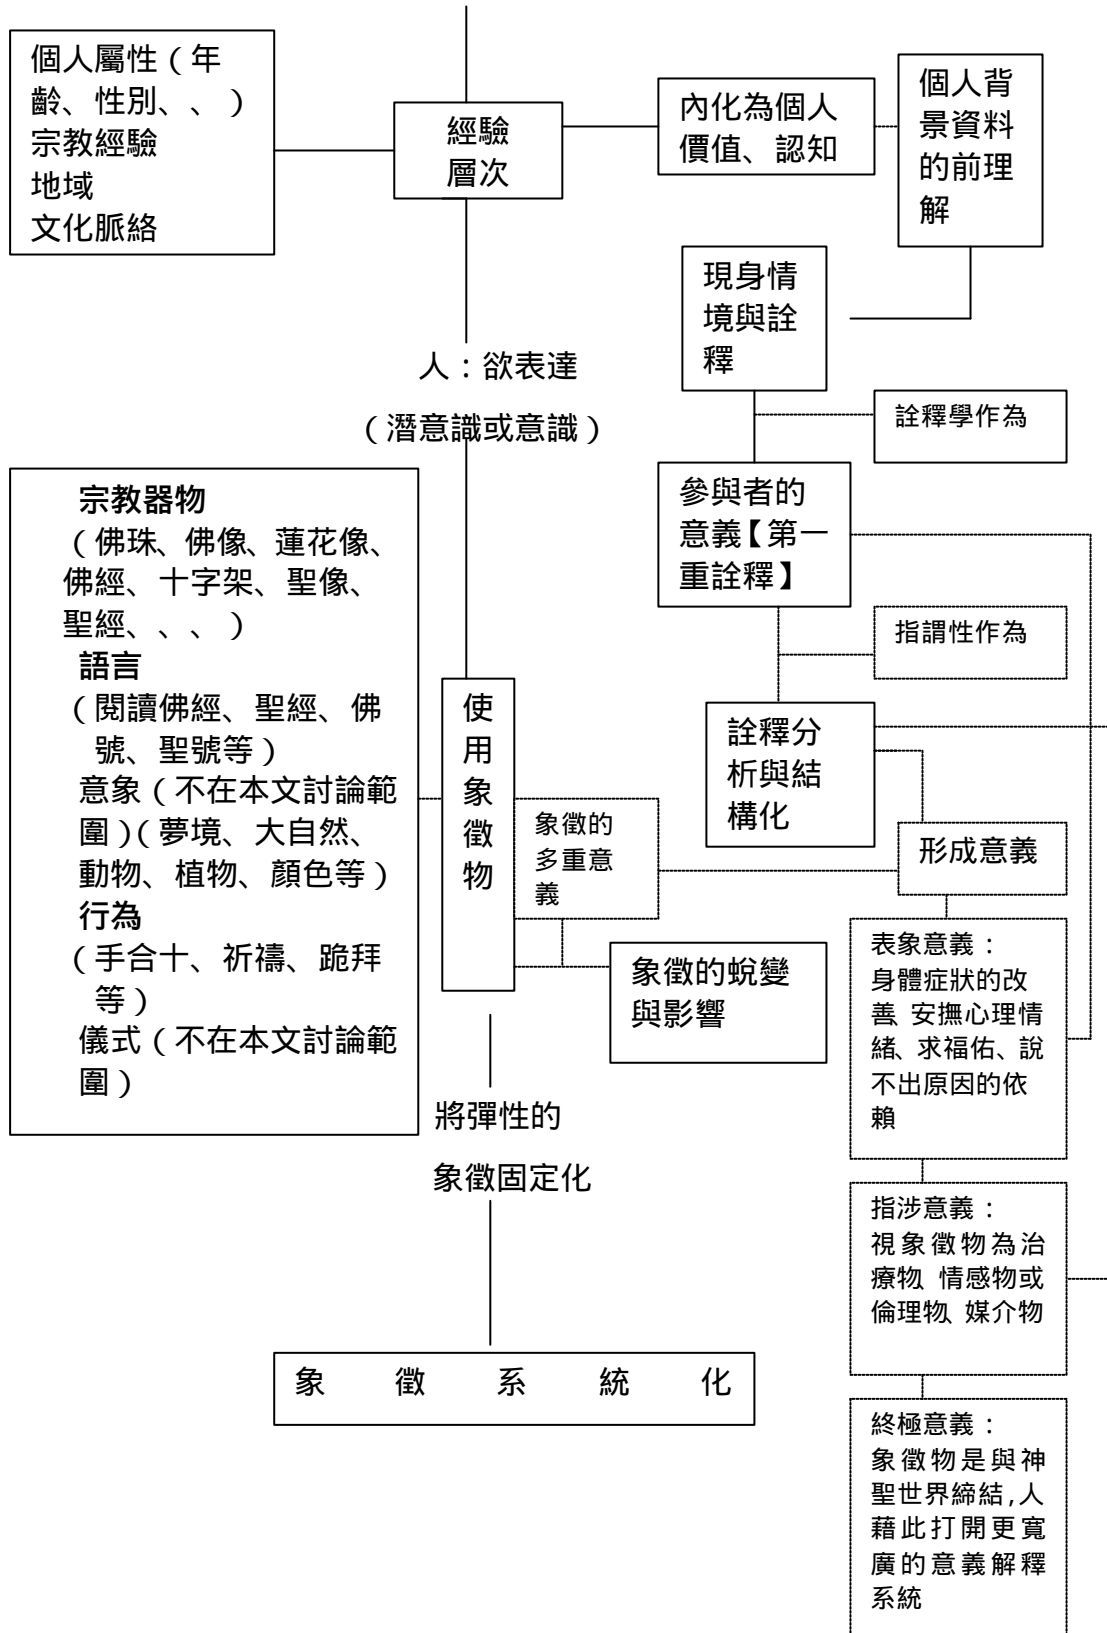 個人屬性（年
齡、性別、、）
宗教經驗
地域
文化脈絡
經驗
層次
內化為個人
價值、認知
個人背
景資料
的前理
解
現身情
境與詮
釋
人：欲表達
（潛意識或意識）
詮釋學作為
參與者的
意義【第一
重詮釋】
指謂性作為
宗教器物
（佛珠、佛像、蓮花像、
佛經、十字架、聖像、
聖經、、、）
語言
（閱讀佛經、聖經、佛
號、聖號等）
意象（不在本文討論範
圍）（夢境、大自然、
動物、植物、顏色等）
行為
（手合十、祈禱、跪拜
等）
儀式（不在本文討論範
圍）
使
用
象
徵
物
詮釋分
析與結
構化
象徵的
多重意
義
形成意義
象徵的蛻變
與影響
表象意義：
身體症狀的改
善、安撫心理情
緒、求福佑、說
不出原因的依
賴
將彈性的
象徵固定化
指涉意義：
視象徵物為治
療物、情感物或
倫理物、媒介物
象徵系統化
終極意義：
象徵物是與神
聖世界締結,人
藉此打開更寬
廣的意義解釋
系統